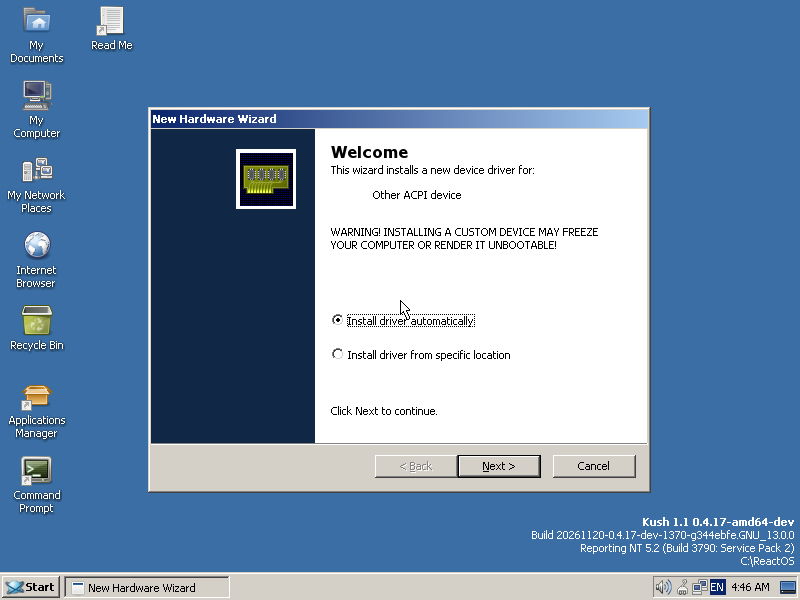 My
Documents
Read Me
My
Computer
My Network
Places
Internet
Browser
Recycle Bin
Applications
Manager
Command
Prompt
New Hardware Wizard
Welcome
This wizard installs a new device driver for:
Other ACPI device
WARNING! INSTALLING A CUSTOM DEVICE MAY FREEZE
YOUR COMPUTER OR RENDER IT UNBOOTABLE!
Install driver automatically
Install driver from specific location
Click Next to continue.
< Back
Next >
Cancel
Kush 1.1 0.4.17-amd64-dev
Build 20261120-0.4.17-dev-1370-g344ebfe.GNU_13.0.0
Reporting NT 5.2 (Build 3790: Service Pack 2)
C:\ReactOS
Start
New Hardware Wizard
EN
4:46 AM